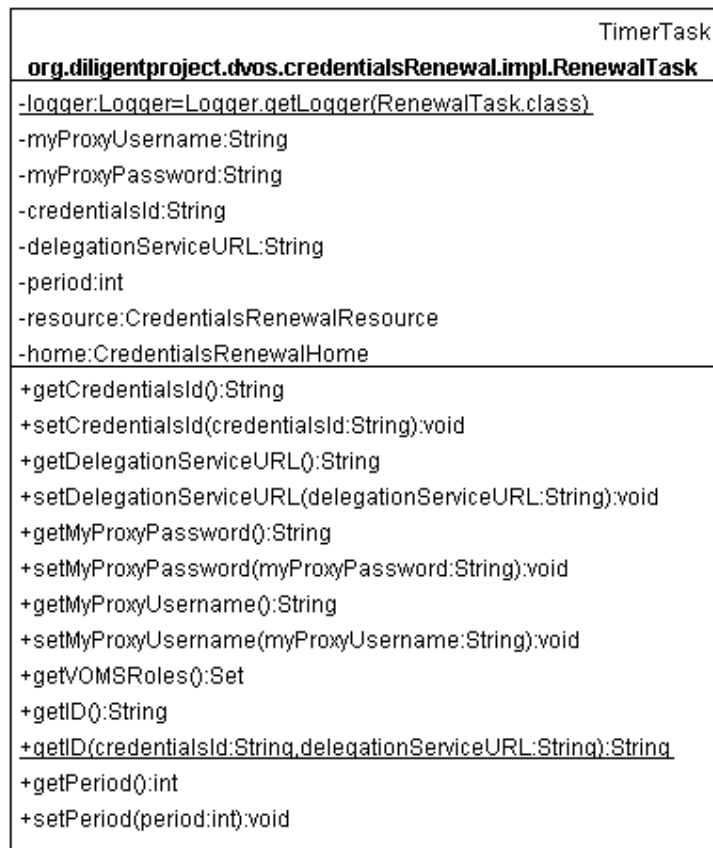 TimerTask
org.diligentproject.dvos.credentialsRenewal.impl.RenewalTask
-logger:Logger=Logger.getLogger(RenewalTask.class)
-myProxyUsername:String
-myProxyPassword:String
-credentialsId:String
-delegationServiceURL:String
-period:int
-resource:CredentialsRenewalResource
-home:CredentialsRenewalHome
+getCredentialsId():String
+setCredentialsId(credentialsId:String):void
+getDelegationServiceURL():String
+setDelegationServiceURL(delegationServiceURL:String):void
+getMyProxyPassword():String
+setMyProxyPassword(myProxyPassword:String):void
+getMyProxyUsername():String
+setMyProxyUsername(myProxyUsername:String):void
+getVOMSRoles():Set
+getID():String
+getID(credentialsId:String,delegationServiceURL:String):String
+getPeriod():int
+setPeriod(period:int):void